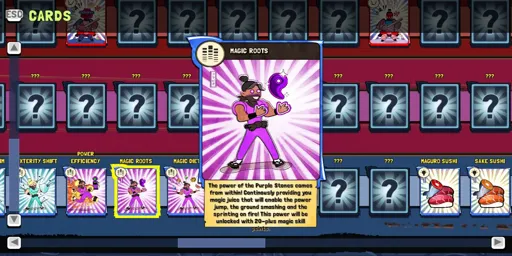 ESC CARDS
MAGIC ROOTS
??? ??? ??? ??? ??? ???
XTERITY SHIFT
POWER EFFICIENCY
MAGIC ROOTS
MAGIC DIET
??? ???
MAGURO SUSHI
SAKE SUSHI
The power of the Purple Stones comes
from within! Continously providing you
magic juice that will enable the power
jump, the ground smashing and the
sprinting on fire! This power will be
unlocked with 20-plus magic skill